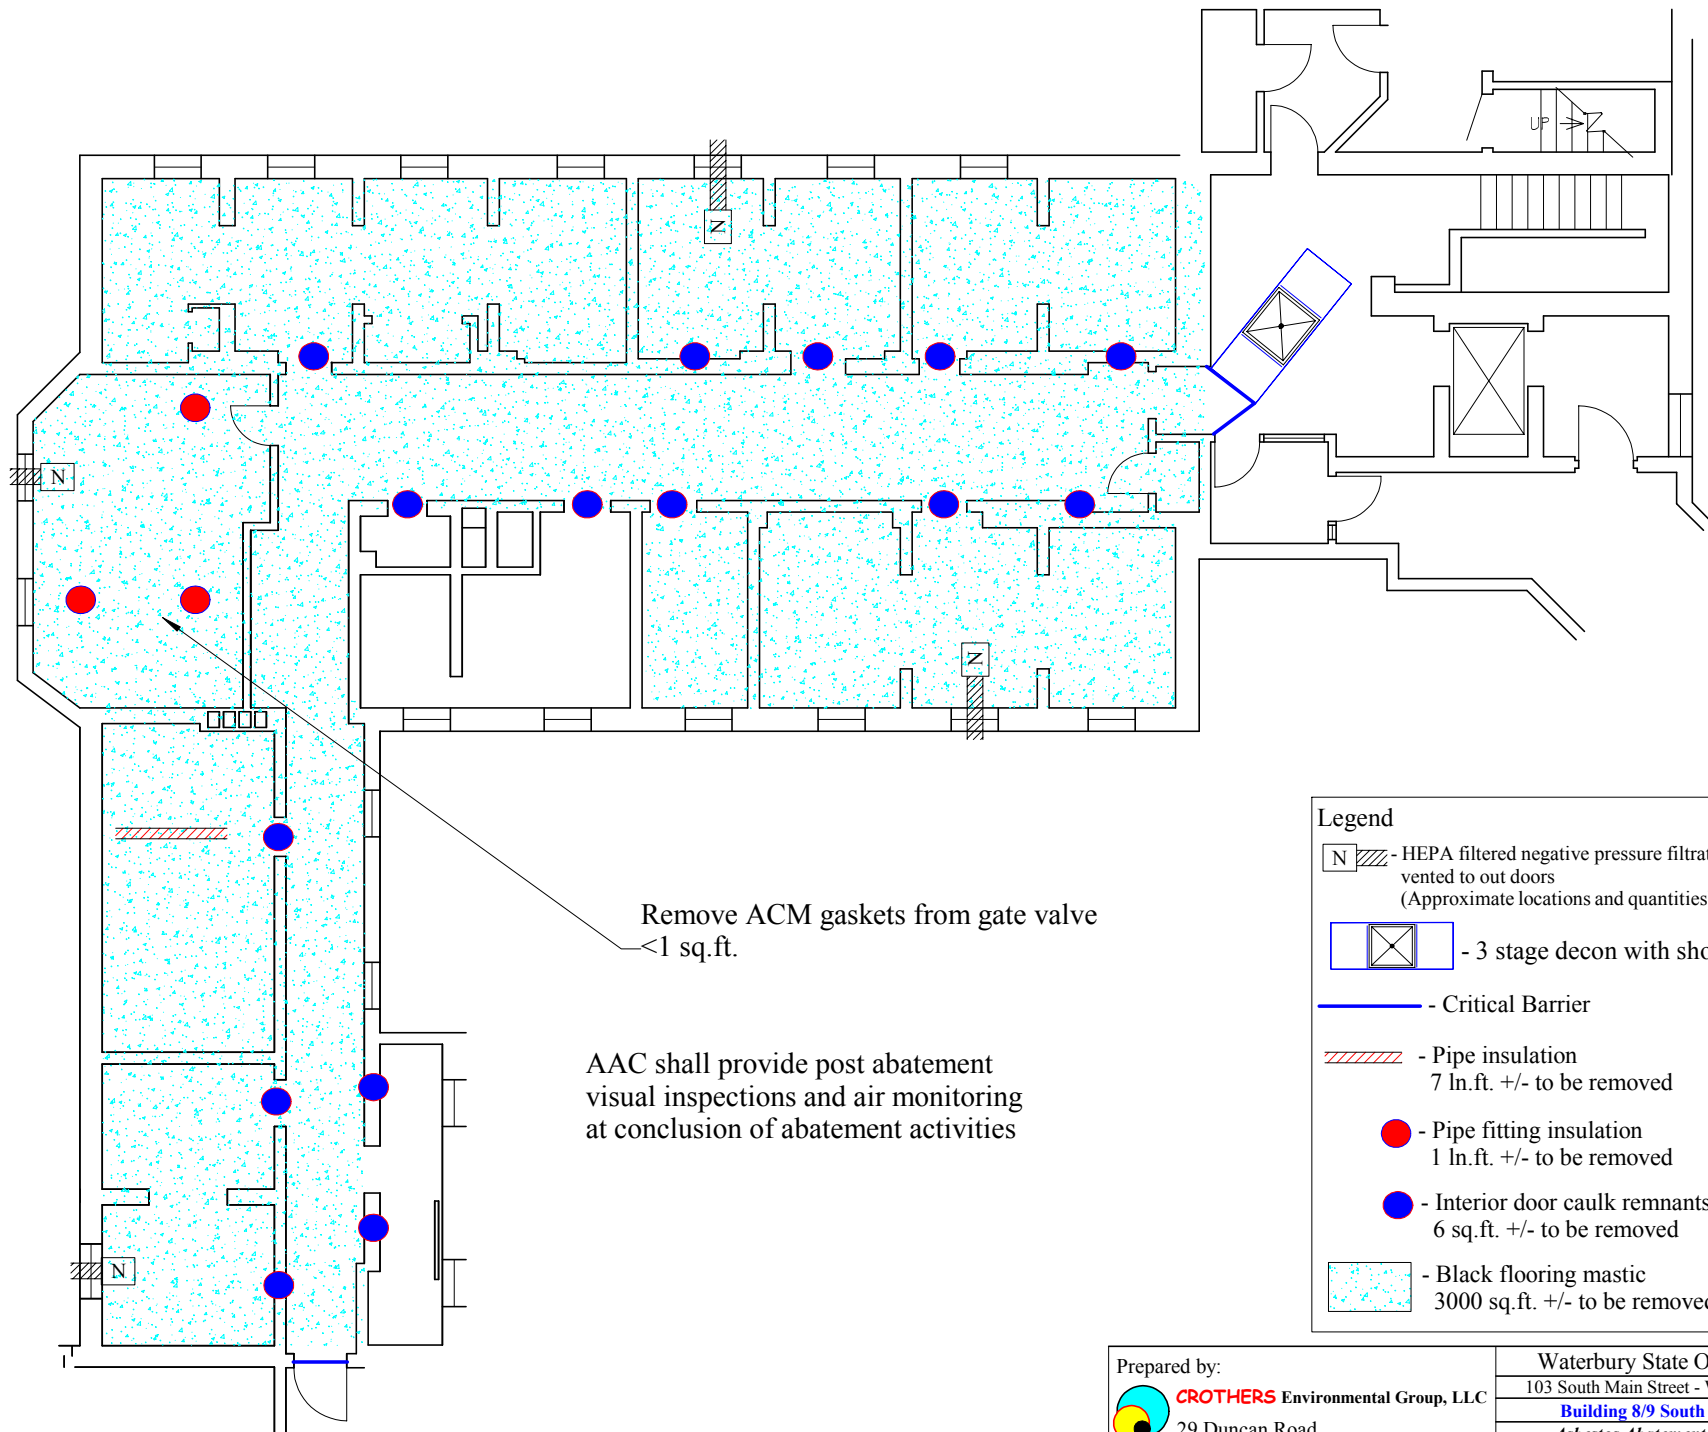 UP
N
N
N
N
Remove ACM gaskets from gate valve
<1 sq.ft.
AAC shall provide post abatement
visual inspections and air monitoring
at conclusion of abatement activities
Legend
N - HEPA filtered negative pressure
vented to out doors
(Approximate locations and quantities
- 3 stage decon with
- Critical Barrier
- Pipe insulation
7 ln.ft. +/- to be removed
- Pipe fitting insulation
1 ln.ft. +/- to be removed
- Interior door caulk remnants
6 sq.ft. +/- to be removed
- Black flooring mastic
3000 sq.ft. +/- to be removed
Prepared by:
CROTHERS Environmental Group, LLC
29 Duncan Road
Waterbury State
103 South Main Street -
Building 8/9 South
Asbestos Abatement